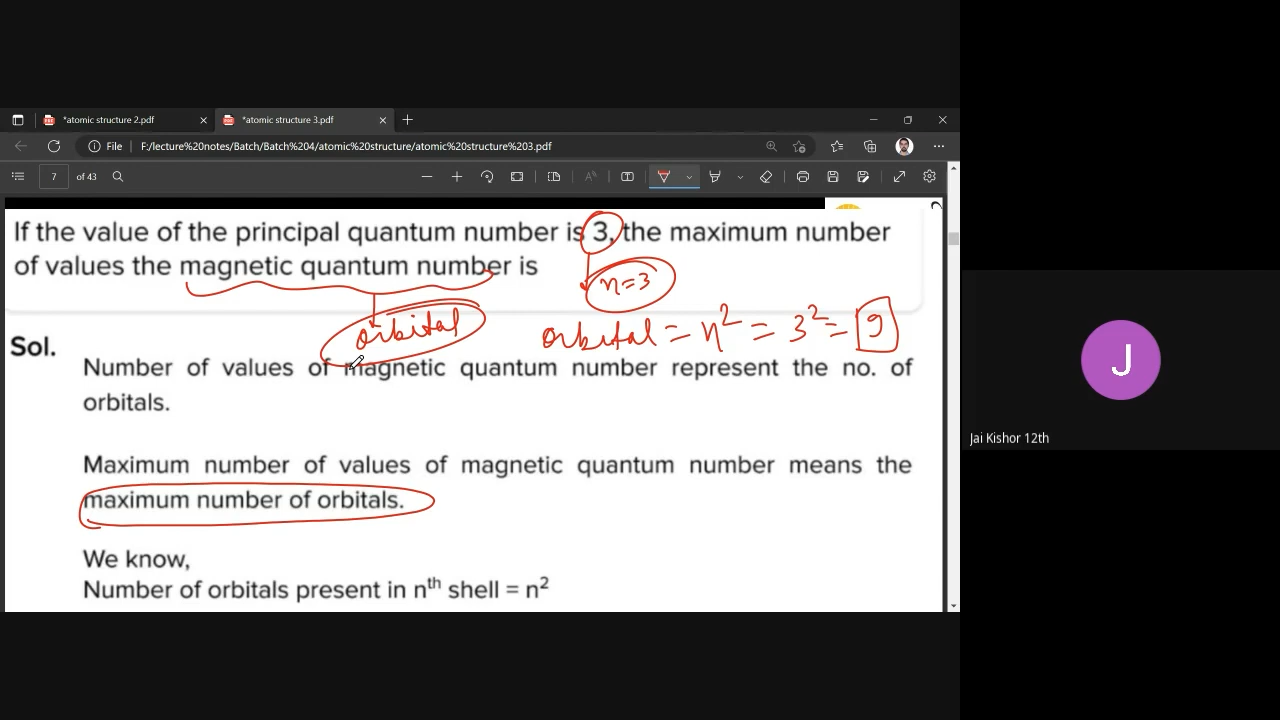 *atomic structure 2.pdf
*atomic structure 3.pdf
File
F:/lecture%20notes/Batch/Batch%204/atomic%20structure/atomic%20structure%203.pdf
7 of 43
If the value of the principal quantum number is 3, the maximum number
of values the magnetic quantum number is
n=3
orbital
orbital = n² = 3² = 9
Sol.
Number of values of magnetic quantum number represent the no. of
orbitals.
Maximum number of values of magnetic quantum number means the
maximum number of orbitals.
We know,
Number of orbitals present in nᵗʰ shell = n²
J
Jai Kishor 12th